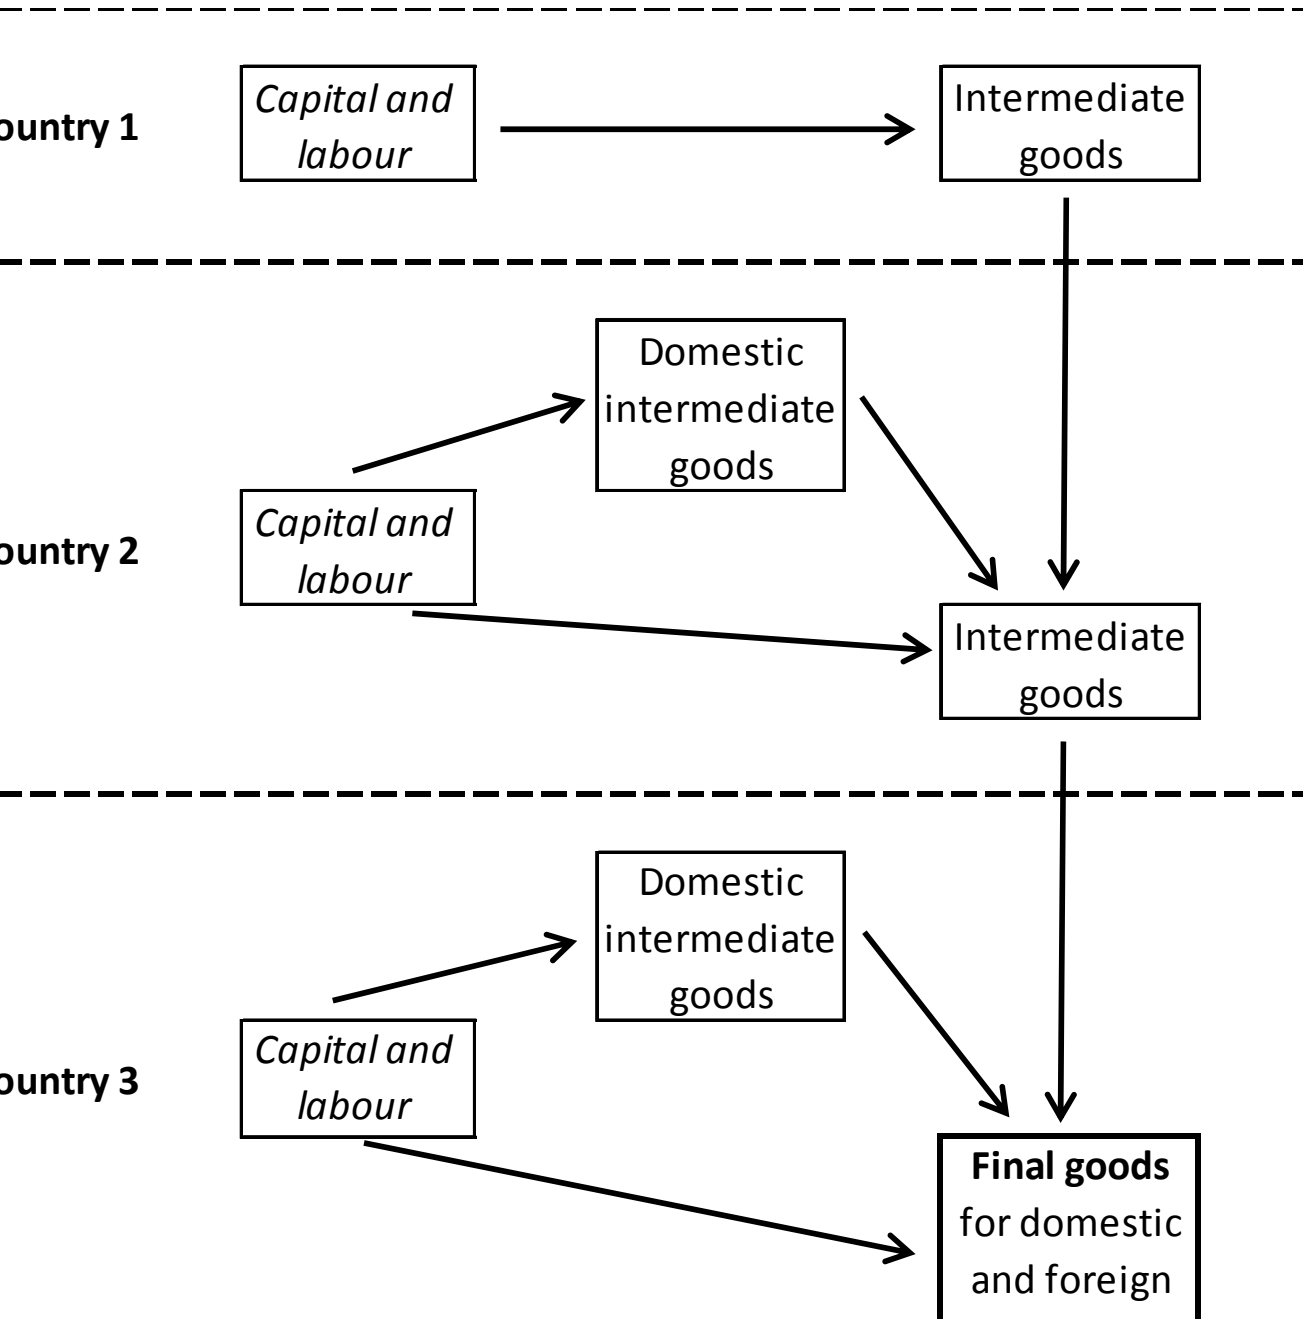 ountry 1
Capital and
labour
Intermediate
goods
Domestic
intermediate
goods
ountry 2
Capital and
labour
Intermediate
goods
Domestic
intermediate
goods
ountry 3
Capital and
labour
Final goods
for domestic
and foreign